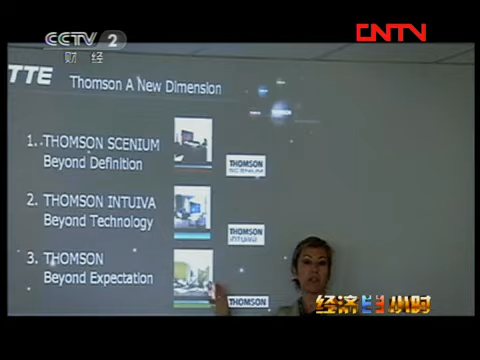 CCTV 2
财经
CNTV
TTE
Thomson A New Dimension
1. THOMSON SCENIUM
Beyond Definition
THOMSON
SCENIUM
2. THOMSON INTUIVA
Beyond Technology
THOMSON
INTUIVA
3. THOMSON
Beyond Expectation
THOMSON
经济半小时